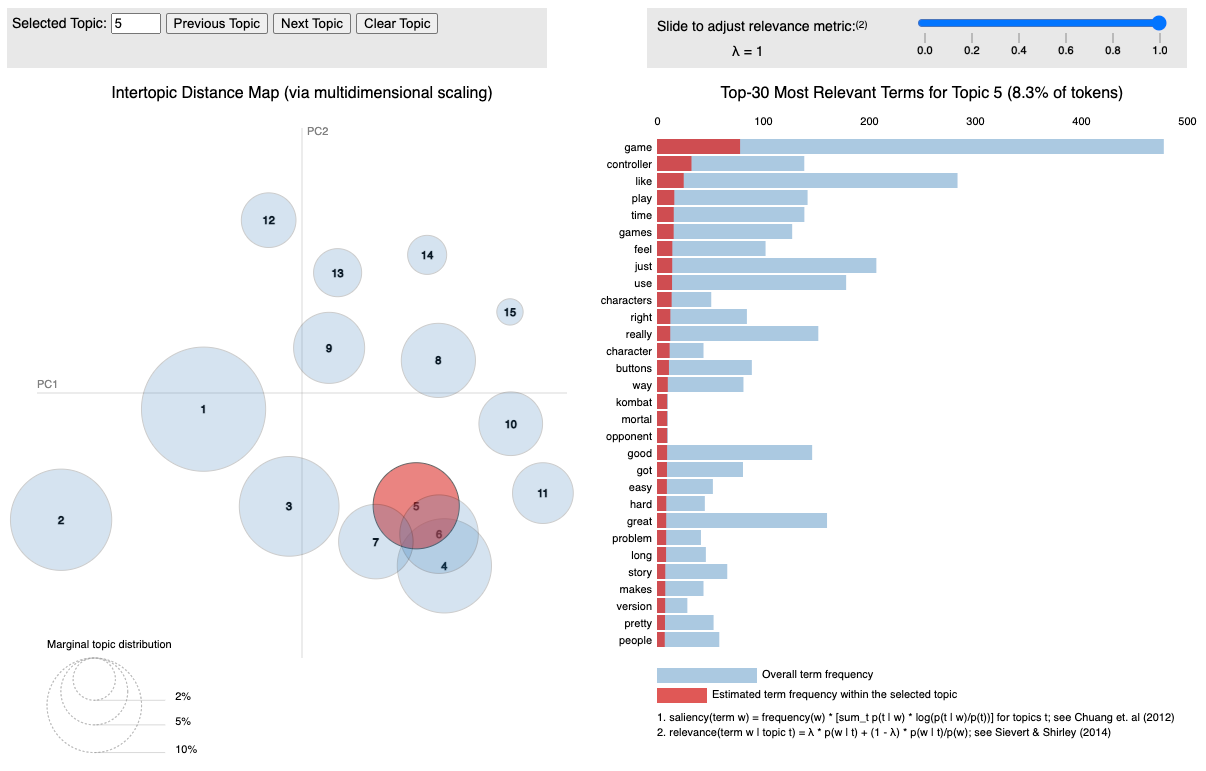 Selected Topic: 5 Previous Topic Next Topic Clear Topic
Slide to adjust relevance metric:(2)
λ = 1
0.0 0.2 0.4 0.6 0.8 1.0
Intertopic Distance Map (via multidimensional scaling)
PC2
PC1
12
14
13
15
9
8
1
10
11
3
5
2
6
7
4
Marginal topic distribution
2%
5%
10%
Top-30 Most Relevant Terms for Topic 5 (8.3% of tokens)
0 100 200 300 400 500
game
controller
like
play
time
games
feel
just
use
characters
right
really
character
buttons
way
kombat
mortal
opponent
good
got
easy
hard
great
problem
long
story
makes
version
pretty
people
Overall term frequency
Estimated term frequency within the selected topic
1. saliency(term w) = frequency(w) * [sum_t p(t | w) * log(p(t | w)/p(t))] for topics t; see Chuang et. al (2012)
2. relevance(term w | topic t) = λ * p(w | t) + (1 - λ) * p(w | t)/p(w); see Sievert & Shirley (2014)